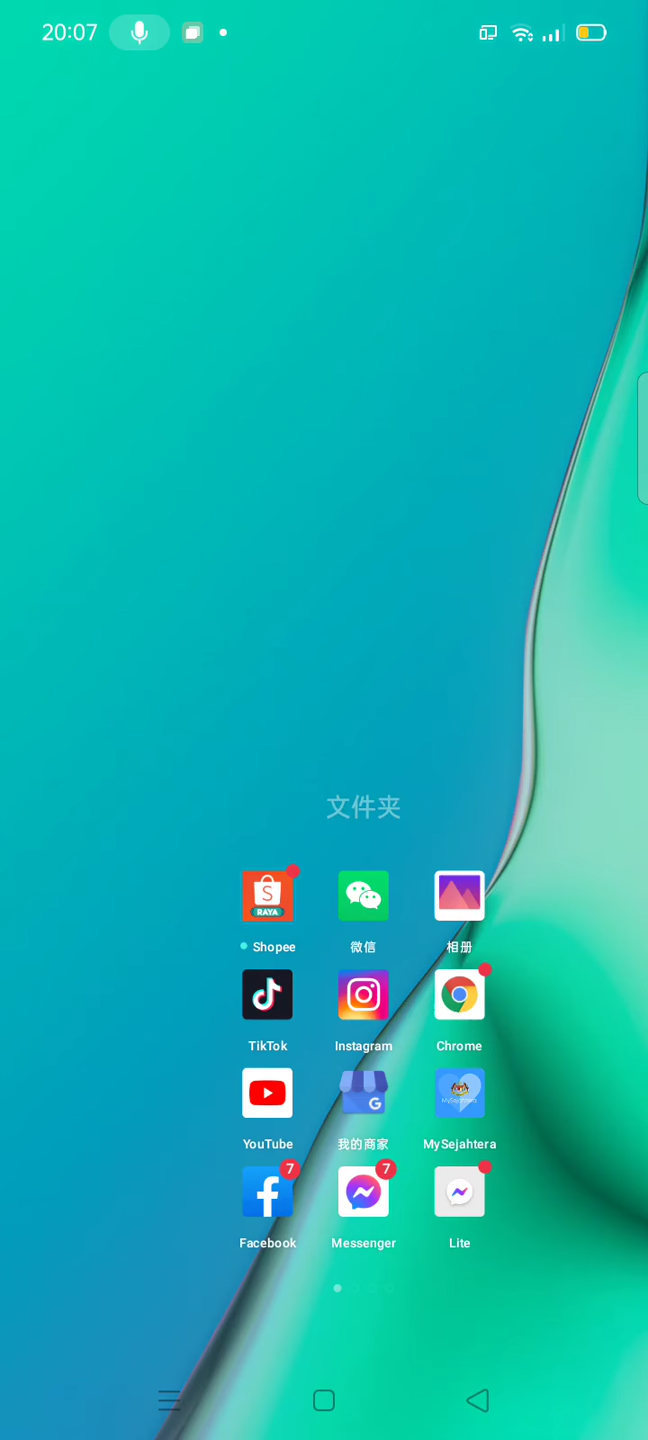 20:07
文件夹
RAYA
Shopee 微信 相册
TikTok Instagram Chrome
MySejahtera
YouTube 我的商家 MySejahtera
7 7
Facebook Messenger Lite